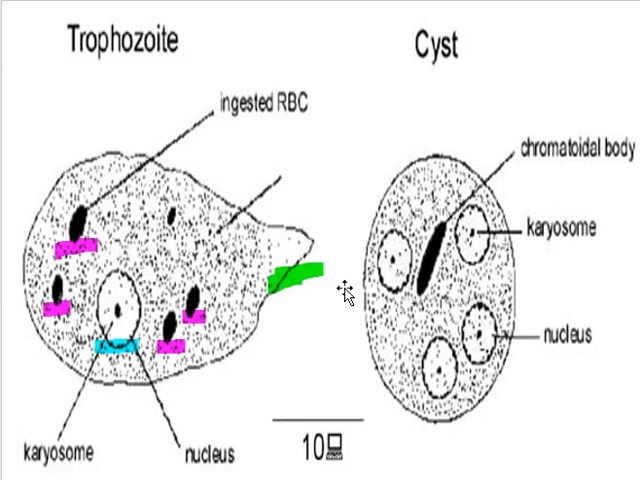 Trophozoite
Cyst
ingested RBC
chromatoidal body
karyosome
nucleus
karyosome
nucleus
10